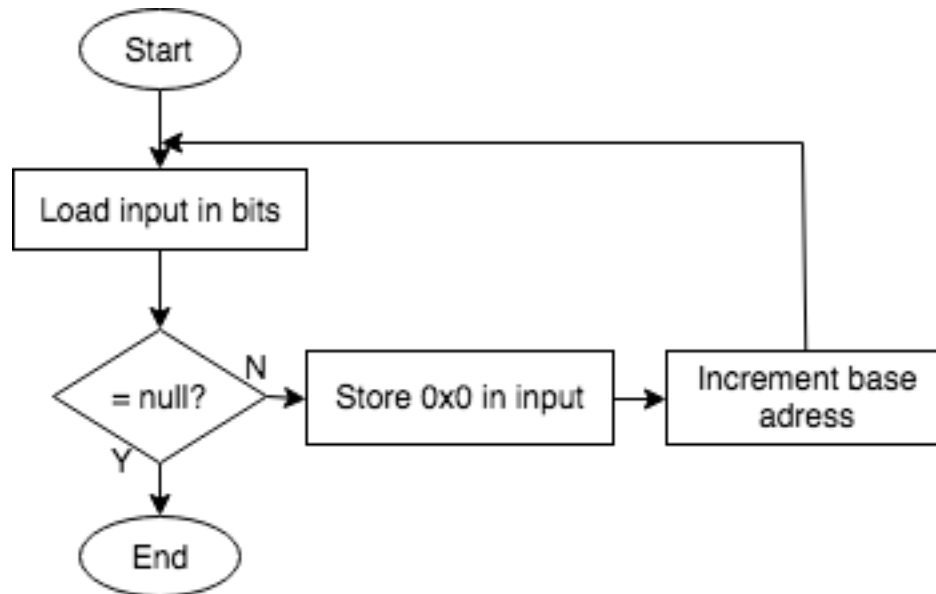 Start
Load input in bits
= null?
N
Y
Store 0x0 in input
Increment base
adress
End